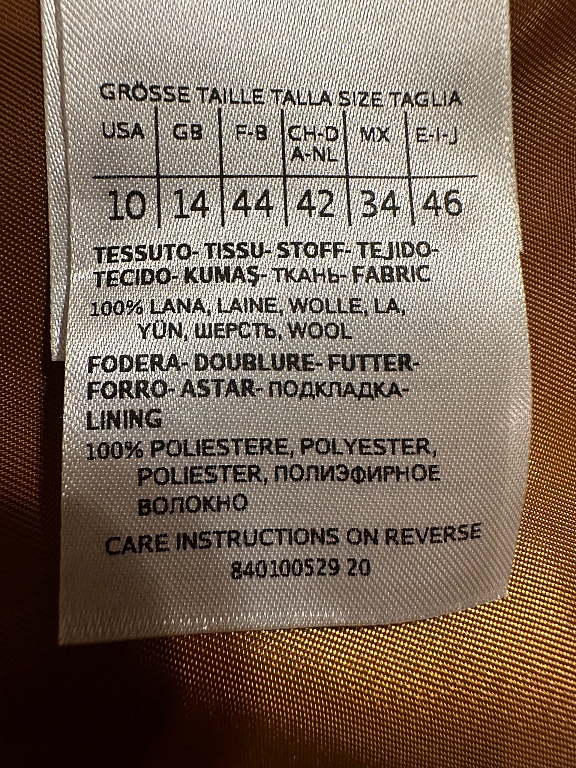 GRÖSSE TAILLE TALLA SIZE TAGLIA
USA GB F-B CH-D MX E-I-J
A-NL
10 14 44 42 34 46
TESSUTO- TISSU- STOFF- TEJIDO-
TECIDO- KUMAŞ- ТКАНЬ- FABRIC
100% LANA, LAINE, WOLLE, LA,
YÜN, ШЕРСТЬ, WOOL
FODERA- DOUBLURE- FUTTER-
FORRO- ASTAR- ПОДКЛАДКА-
LINING
100% POLIESTERE, POLYESTER,
POLIESTER, ПОЛИЭФИРНОЕ
ВОЛОКНО
CARE INSTRUCTIONS ON REVERSE
840100529 20